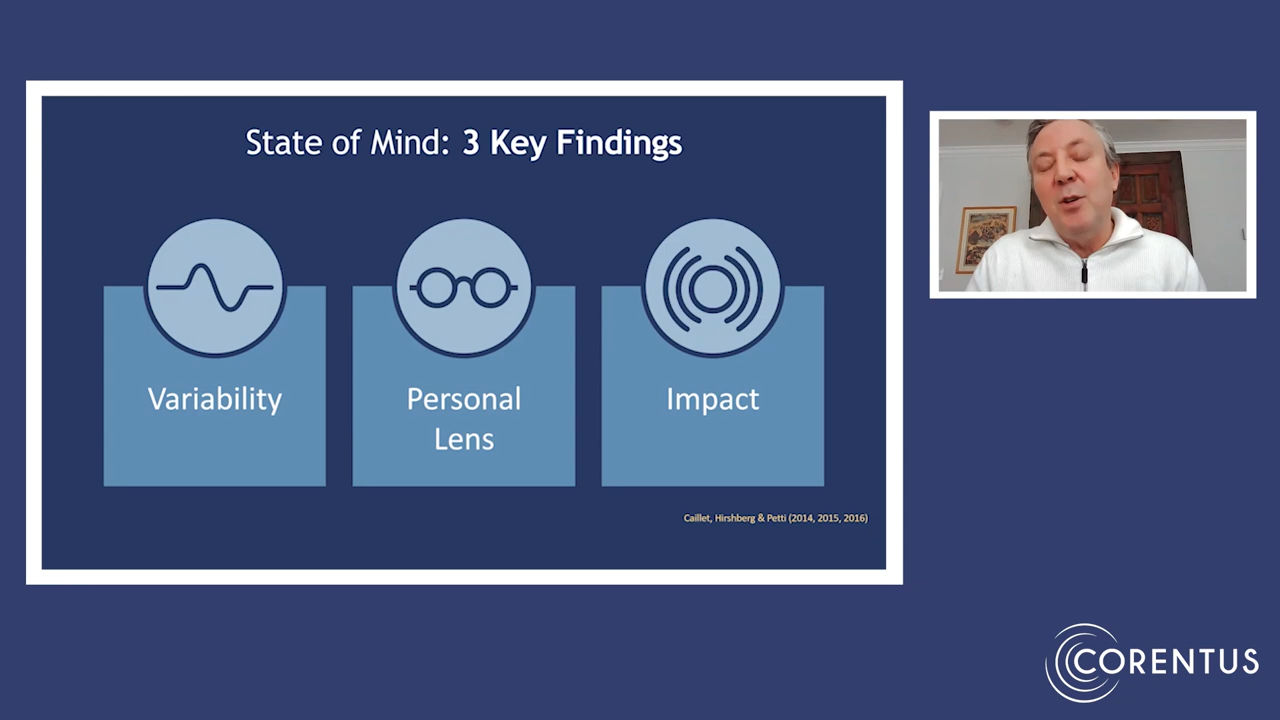 State of Mind: 3 Key Findings
Variability
Personal
Lens
Impact
Caillet, Hirshberg & Petti (2014, 2015, 2016)
CORENTUS